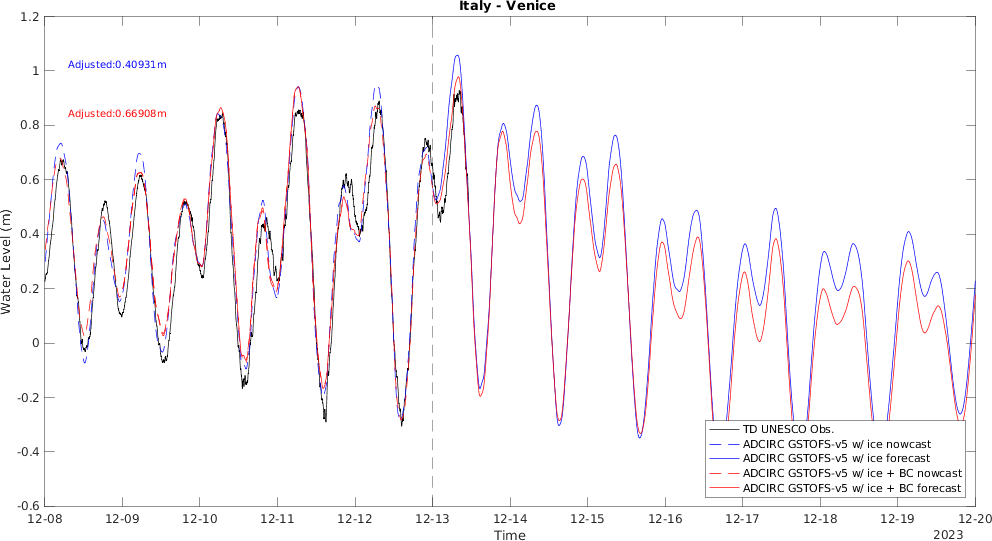 Italy - Venice
Adjusted:0.40931m
Adjusted:0.66908m
Water Level (m)
1.2
1
0.8
0.6
0.4
0.2
0
-0.2
-0.4
-0.6
TD UNESCO Obs.
ADCIRC GSTOFS-v5 w/ ice nowcast
ADCIRC GSTOFS-v5 w/ ice forecast
ADCIRC GSTOFS-v5 w/ ice + BC nowcast
ADCIRC GSTOFS-v5 w/ ice + BC forecast
12-08 12-09 12-10 12-11 12-12 12-13 12-14 12-15 12-16 12-17 12-18 12-19 12-20
Time
2023